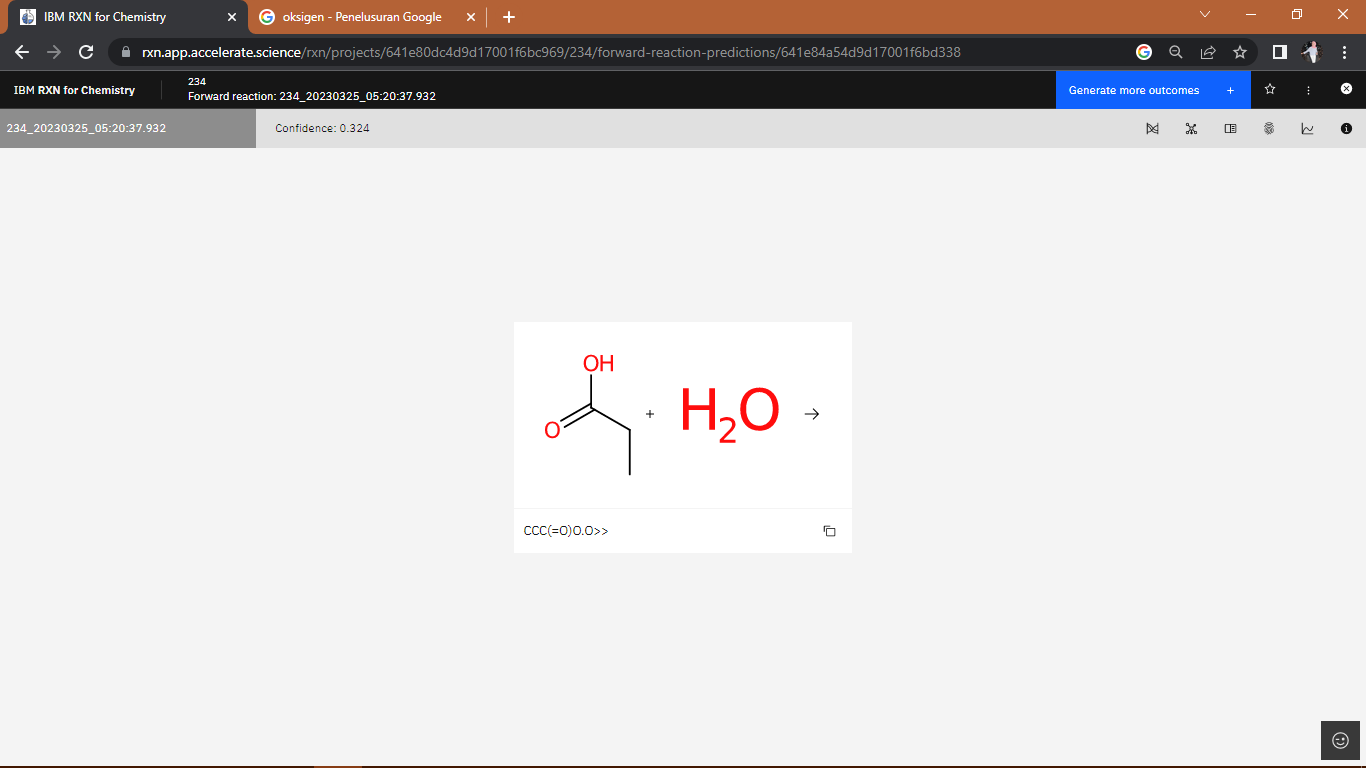 IBM RXN for Chemistry
oksigen - Penelusuran Google
rxn.app.accelerate.science/rxn/projects/641e80dc4d9d17001f6bc969/234/forward-reaction-predictions/641e84a54d9d17001f6bd338
IBM RXN for Chemistry
234
Forward reaction: 234_20230325_05:20:37.932
Generate more outcomes +
234_20230325_05:20:37.932
Confidence: 0.324
OH
O
+
H2O
→
CCC(=O)O.O>>